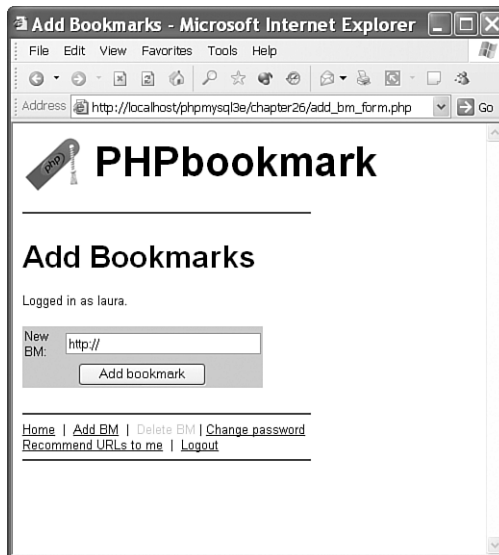 Add Bookmarks - Microsoft Internet Explorer
File Edit View Favorites Tools Help
Address http://localhost/phpmysql3e/chapter26/add_bm_form.php Go
php PHPbookmark
Add Bookmarks
Logged in as laura.
New BM: http://
Add bookmark
Home | Add BM | Delete BM | Change password
Recommend URLs to me | Logout